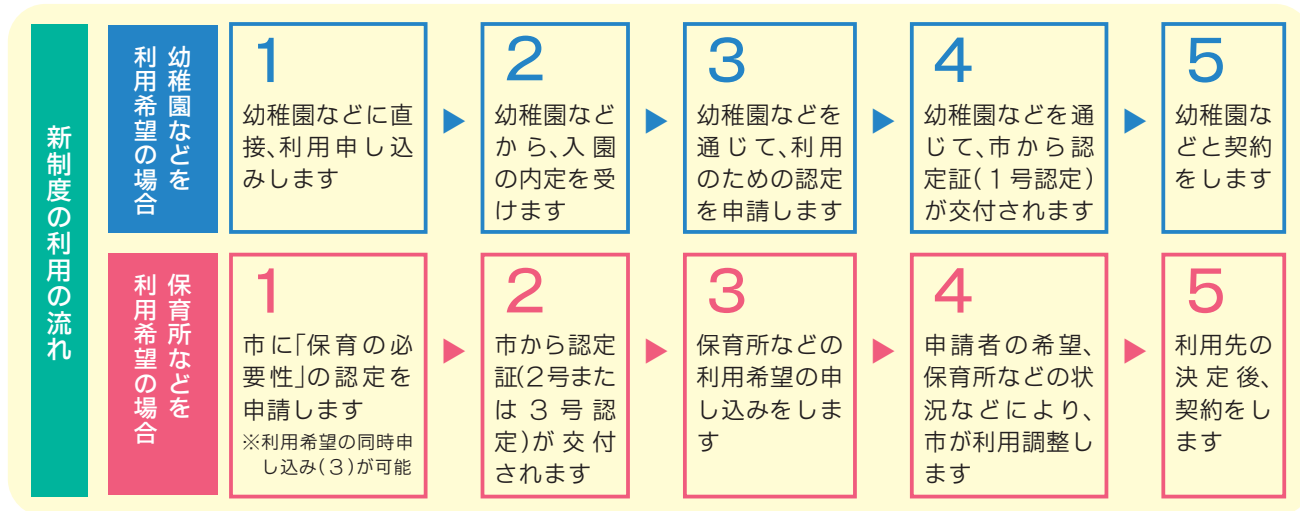 新制度の利用の流れ
幼稚園などを
利用希望の場合
1
幼稚園などに直
接、利用申し込
みします
2
幼稚園など
から、入園
の内定を受
けます
3
幼稚園などを
通じて、利用
のための認定
を申請します
4
幼稚園などを通
じて、市から認
定証(1号認定)
が交付されます
5
幼稚園な
どと契約
をします
保育所などを
利用希望の場合
1
市に「保育の必
要性」の認定を
申請します
※利用希望の同時申
し込み(3)が可能
2
市から認定
証(2号また
は3号認
定)が交付
されます
3
保育所などの
利用希望の申
し込みをしま
す
4
申請者の希望、
保育所などの状
況などにより、
市が利用調整し
ます
5
利用先の
決定後、
契約をし
ます